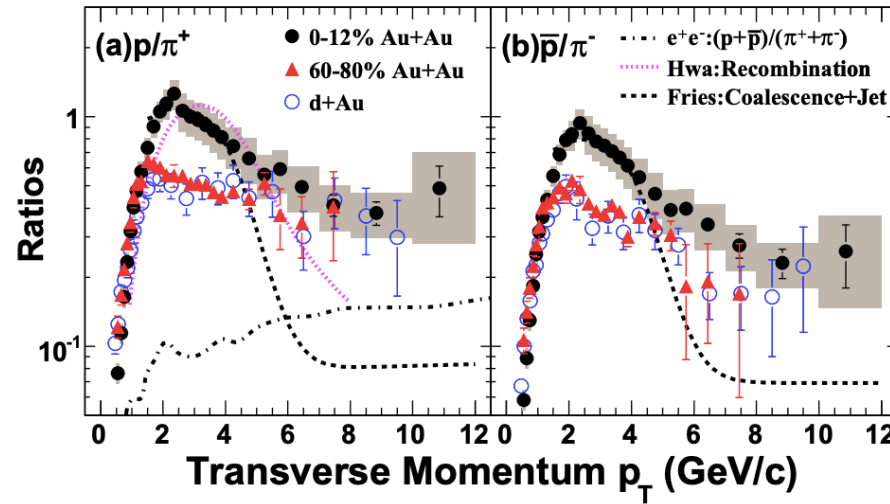 (a)p/π⁺
0-12% Au+Au
60-80% Au+Au
d+Au
(b)p̅/π⁻
e⁺e⁻:(p+p̅)/(π⁺+π⁻)
Hwa:Recombination
Fries:Coalescence+Jet
Ratios
1
10⁻¹
0 2 4 6 8 10 12
0 2 4 6 8 10 12
Transverse Momentum p_T (GeV/c)